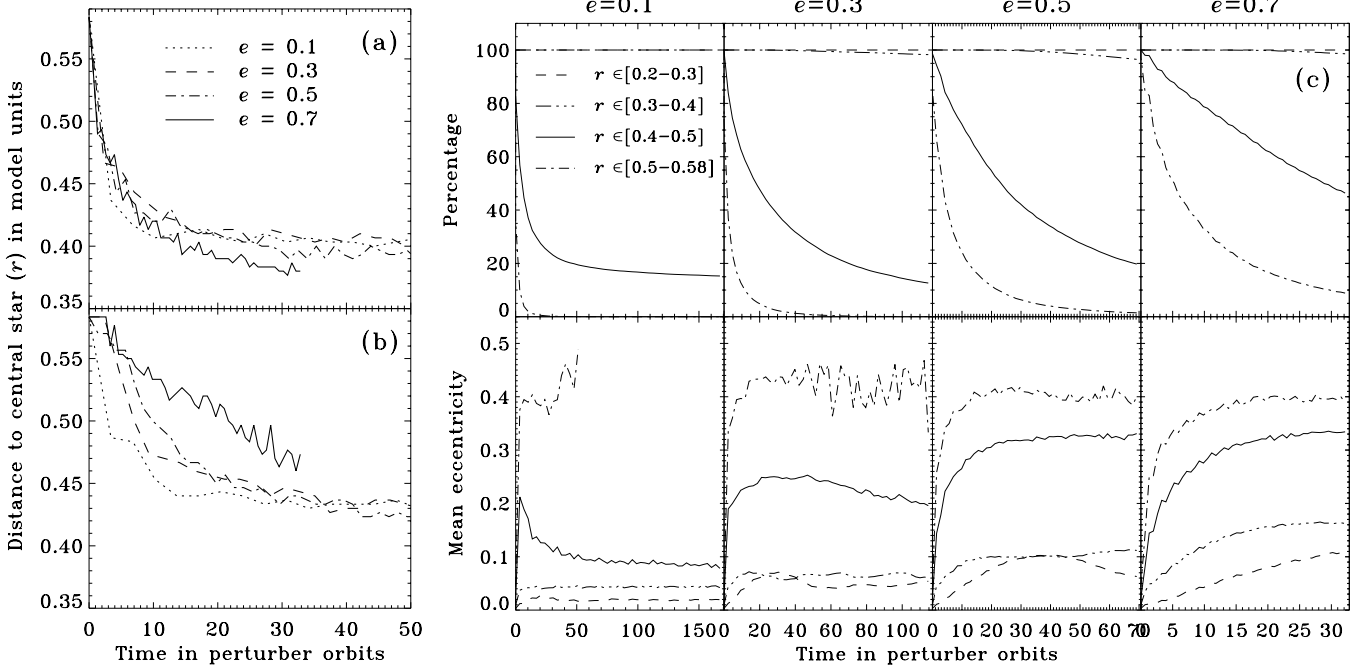 e=0.1 e=0.3 e=0.5 e=0.7
(a)
e = 0.1
e = 0.3
e = 0.5
e = 0.7
0.55
0.50
0.45
0.40
0.35
(b)
0.55
0.50
0.45
0.40
0.35
0 10 20 30 40 50
Time in perturber orbits
Distance to central star (r) in model units
(c)
r ∈[0.2−0.3]
r ∈[0.3−0.4]
r ∈[0.4−0.5]
r ∈[0.5−0.58]
100
80
60
40
20
0
Percentage
0.5
0.4
0.3
0.2
0.1
0.0
Mean eccentricity
0 50 100 150 0 20 40 60 80 100 0 10 20 30 40 50 60 70 0 5 10 15 20 25 30
Time in perturber orbits